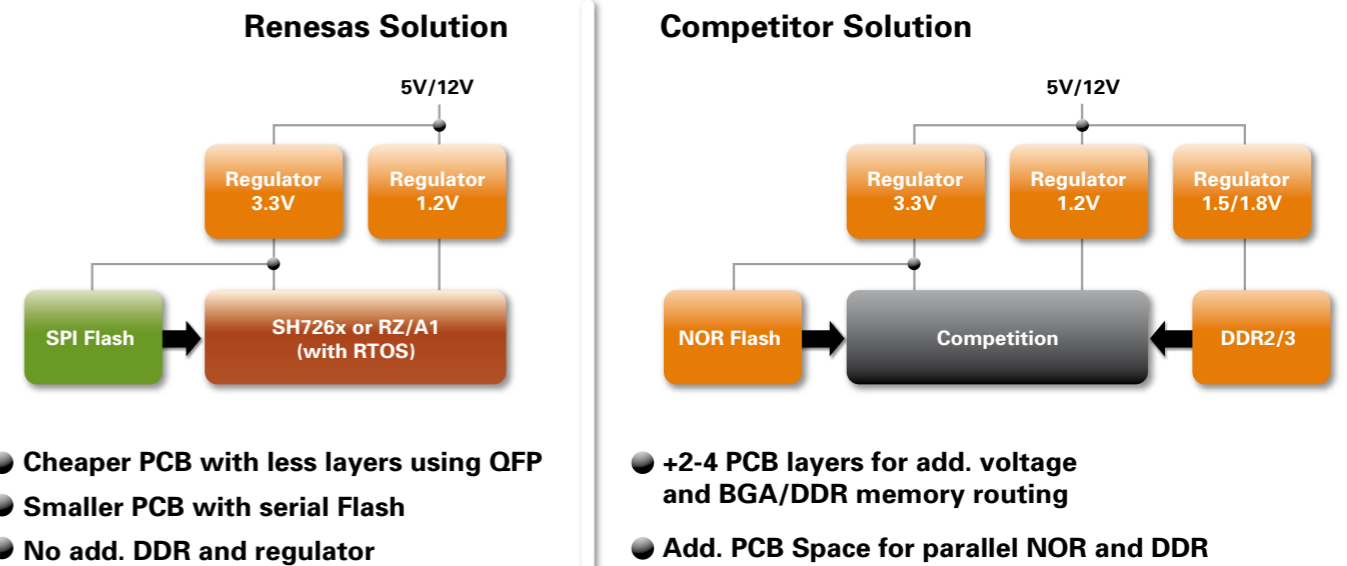 Renesas Solution
5V/12V
Regulator
3.3V
Regulator
1.2V
SPI Flash
SH726x or RZ/A1
(with RTOS)
Cheaper PCB with less layers using QFP
Smaller PCB with serial Flash
No add. DDR and regulator
Competitor Solution
5V/12V
Regulator
3.3V
Regulator
1.2V
Regulator
1.5/1.8V
NOR Flash
Competition
DDR2/3
+2-4 PCB layers for add. voltage
and BGA/DDR memory routing
Add. PCB Space for parallel NOR and DDR